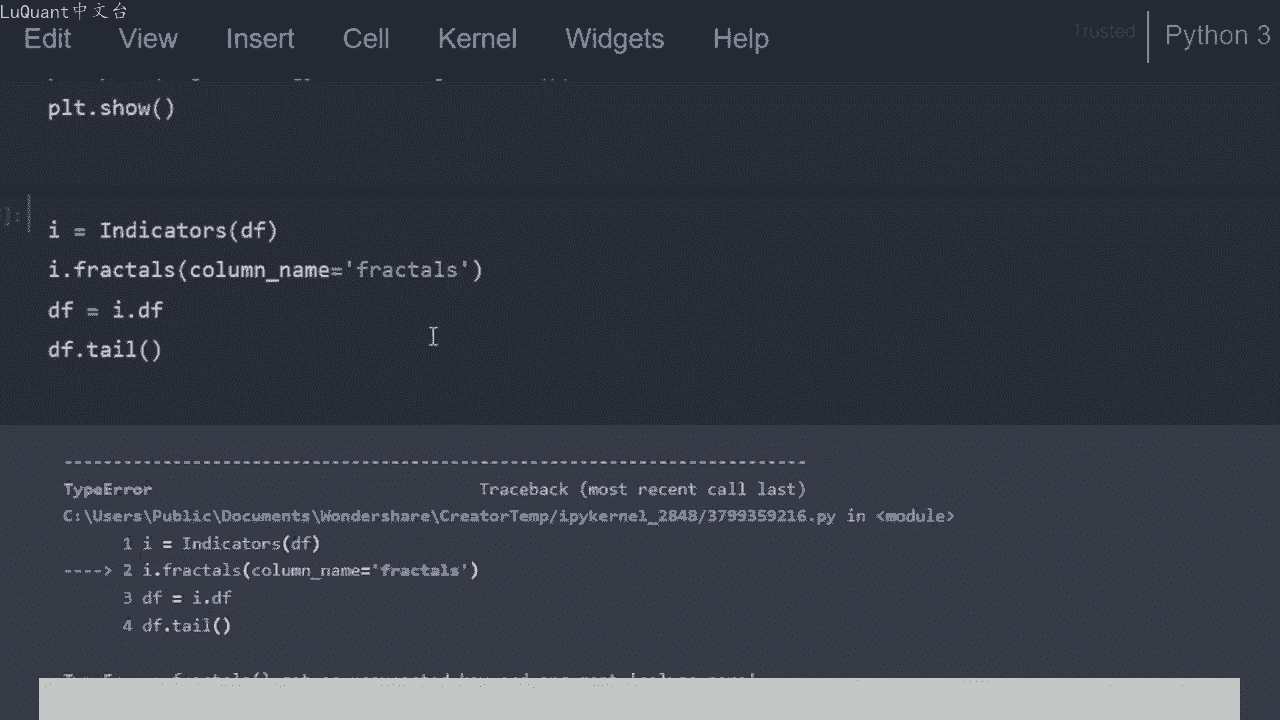 LuQuant中文台
Edit View Insert Cell Kernel Widgets Help Trusted Python 3
plt.show()
]:
i = Indicators(df)
i.fractals(column_name='fractals')
df = i.df
df.tail()
---------------------------------------------------------------------------
TypeError Traceback (most recent call last)
C:\Users\Public\Documents\Wondershare\CreatorTemp/ipykernel_2848/3799359216.py in <module>
1 i = Indicators(df)
----> 2 i.fractals(column_name='fractals')
3 df = i.df
4 df.tail()